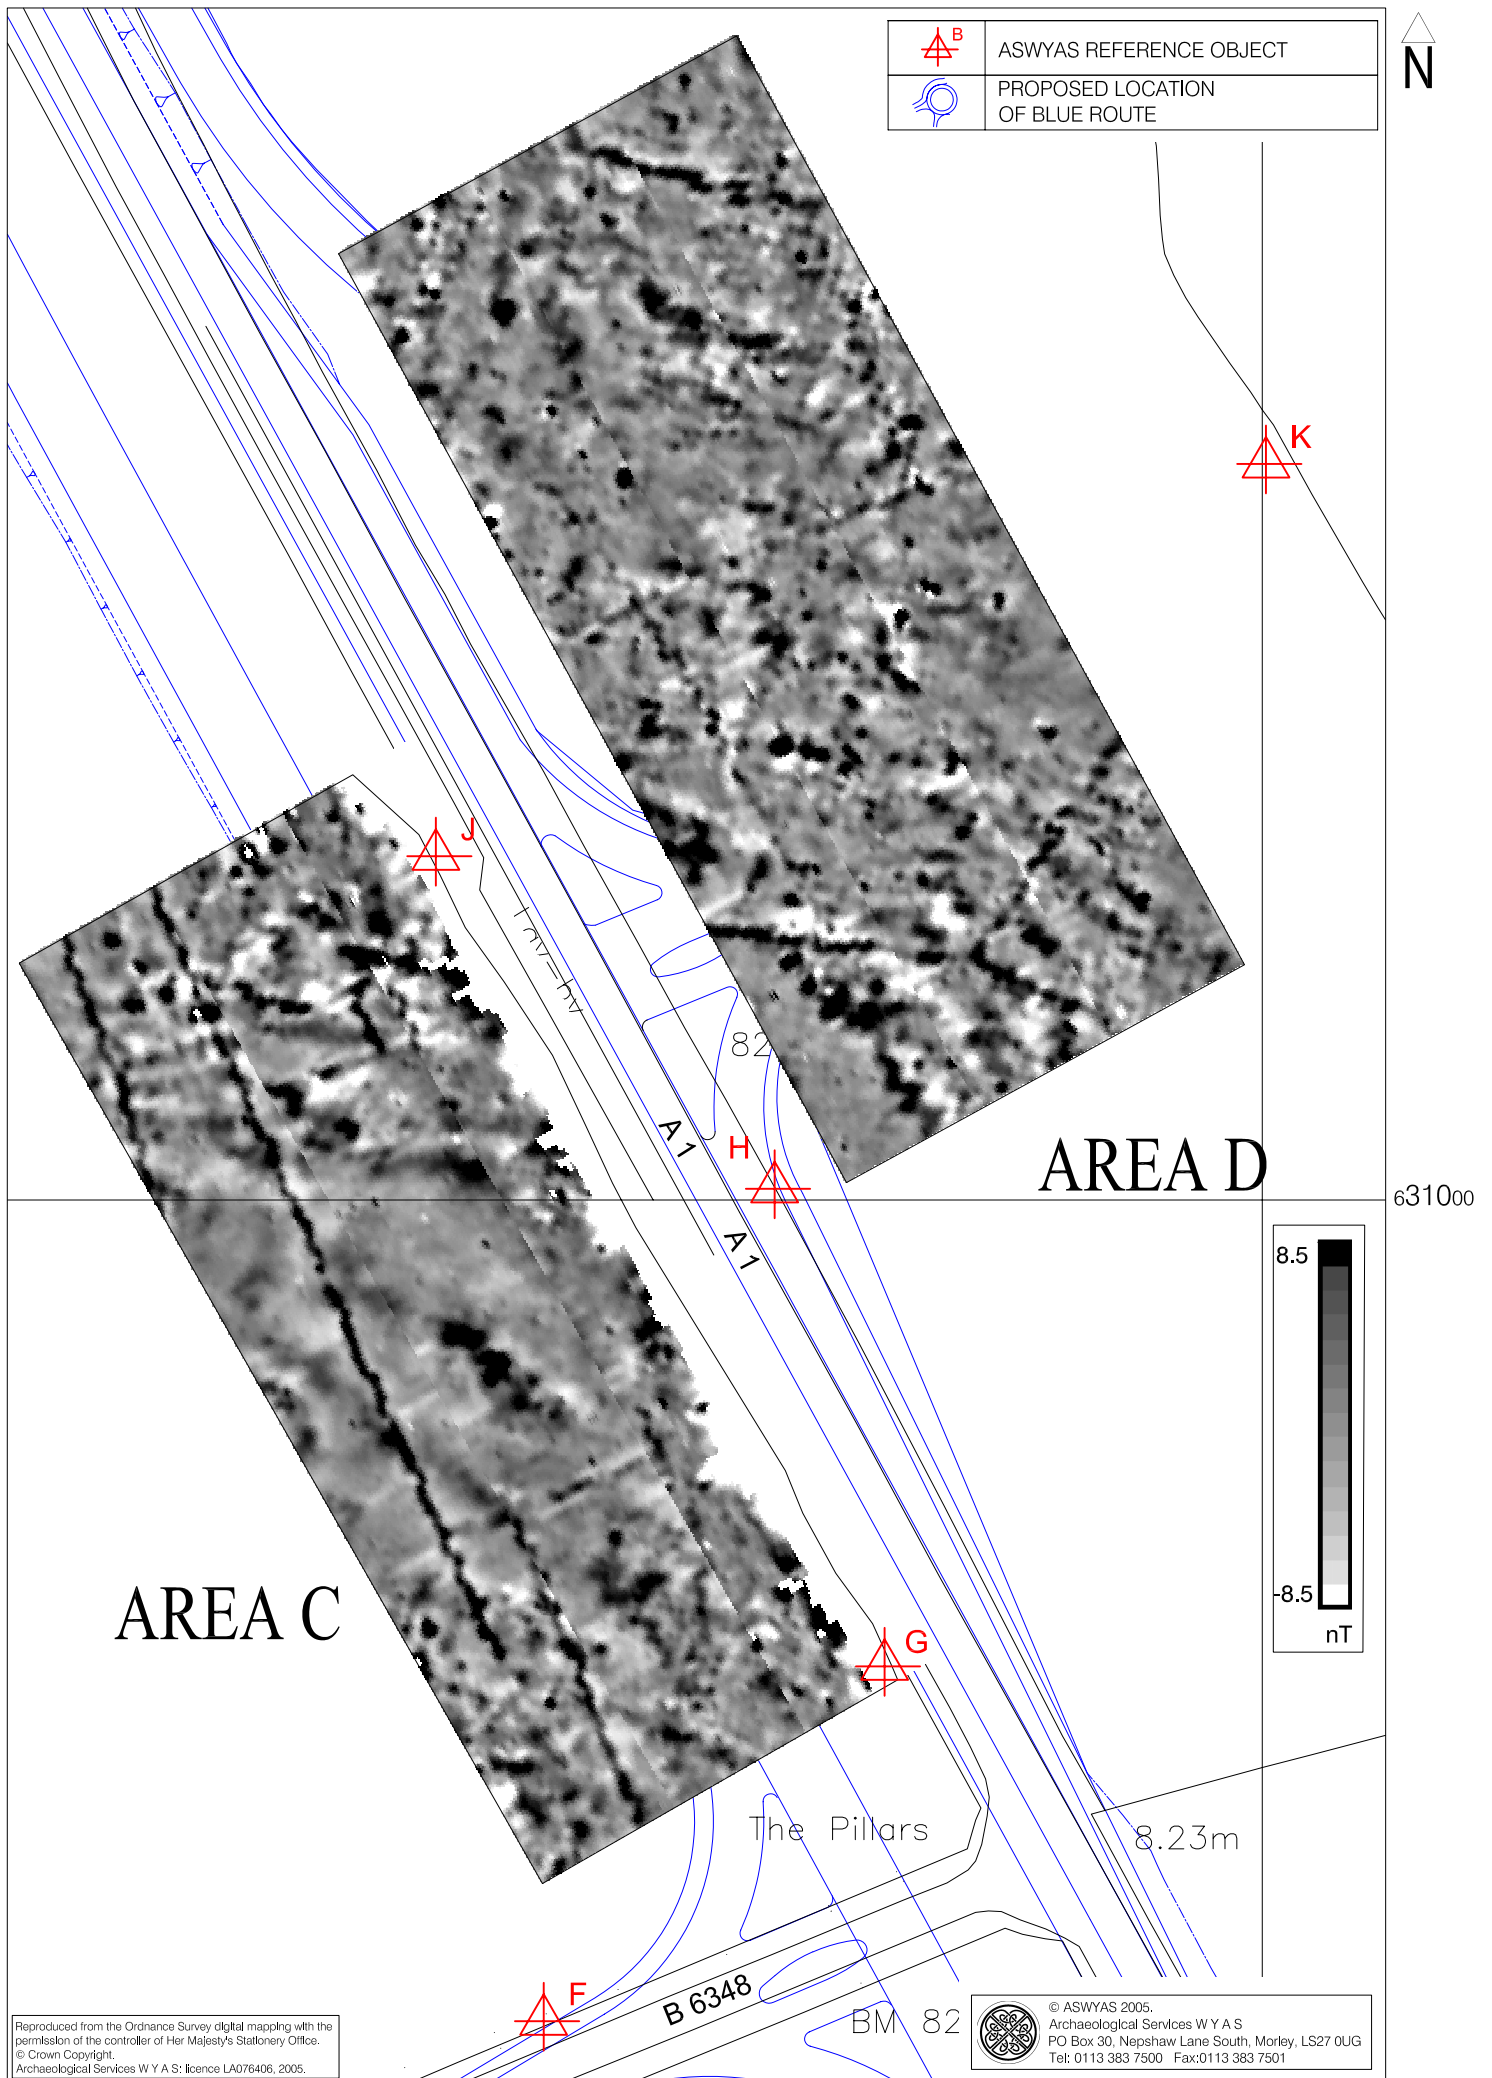 B
ASWYAS REFERENCE OBJECT
PROPOSED LOCATION
OF BLUE ROUTE
N
K
J
82
A 1
H
AREA D
63100
A 1
8.5
-8.5
nT
AREA C
G
The Pillars
8.23m
F
B 6348
BM 82
Reproduced from the Ordnance Survey digital mapping with the
permission of the controller of Her Majesty's Stationery Office.
© Crown Copyright.
Archaeological Services W Y A S: licence LA076406, 2005.
© ASWYAS 2005.
Archaeological Services W Y A S
PO Box 30, Nepshaw Lane South, Morley, LS27 0UG
Tel: 0113 383 7500 Fax:0113 383 7501